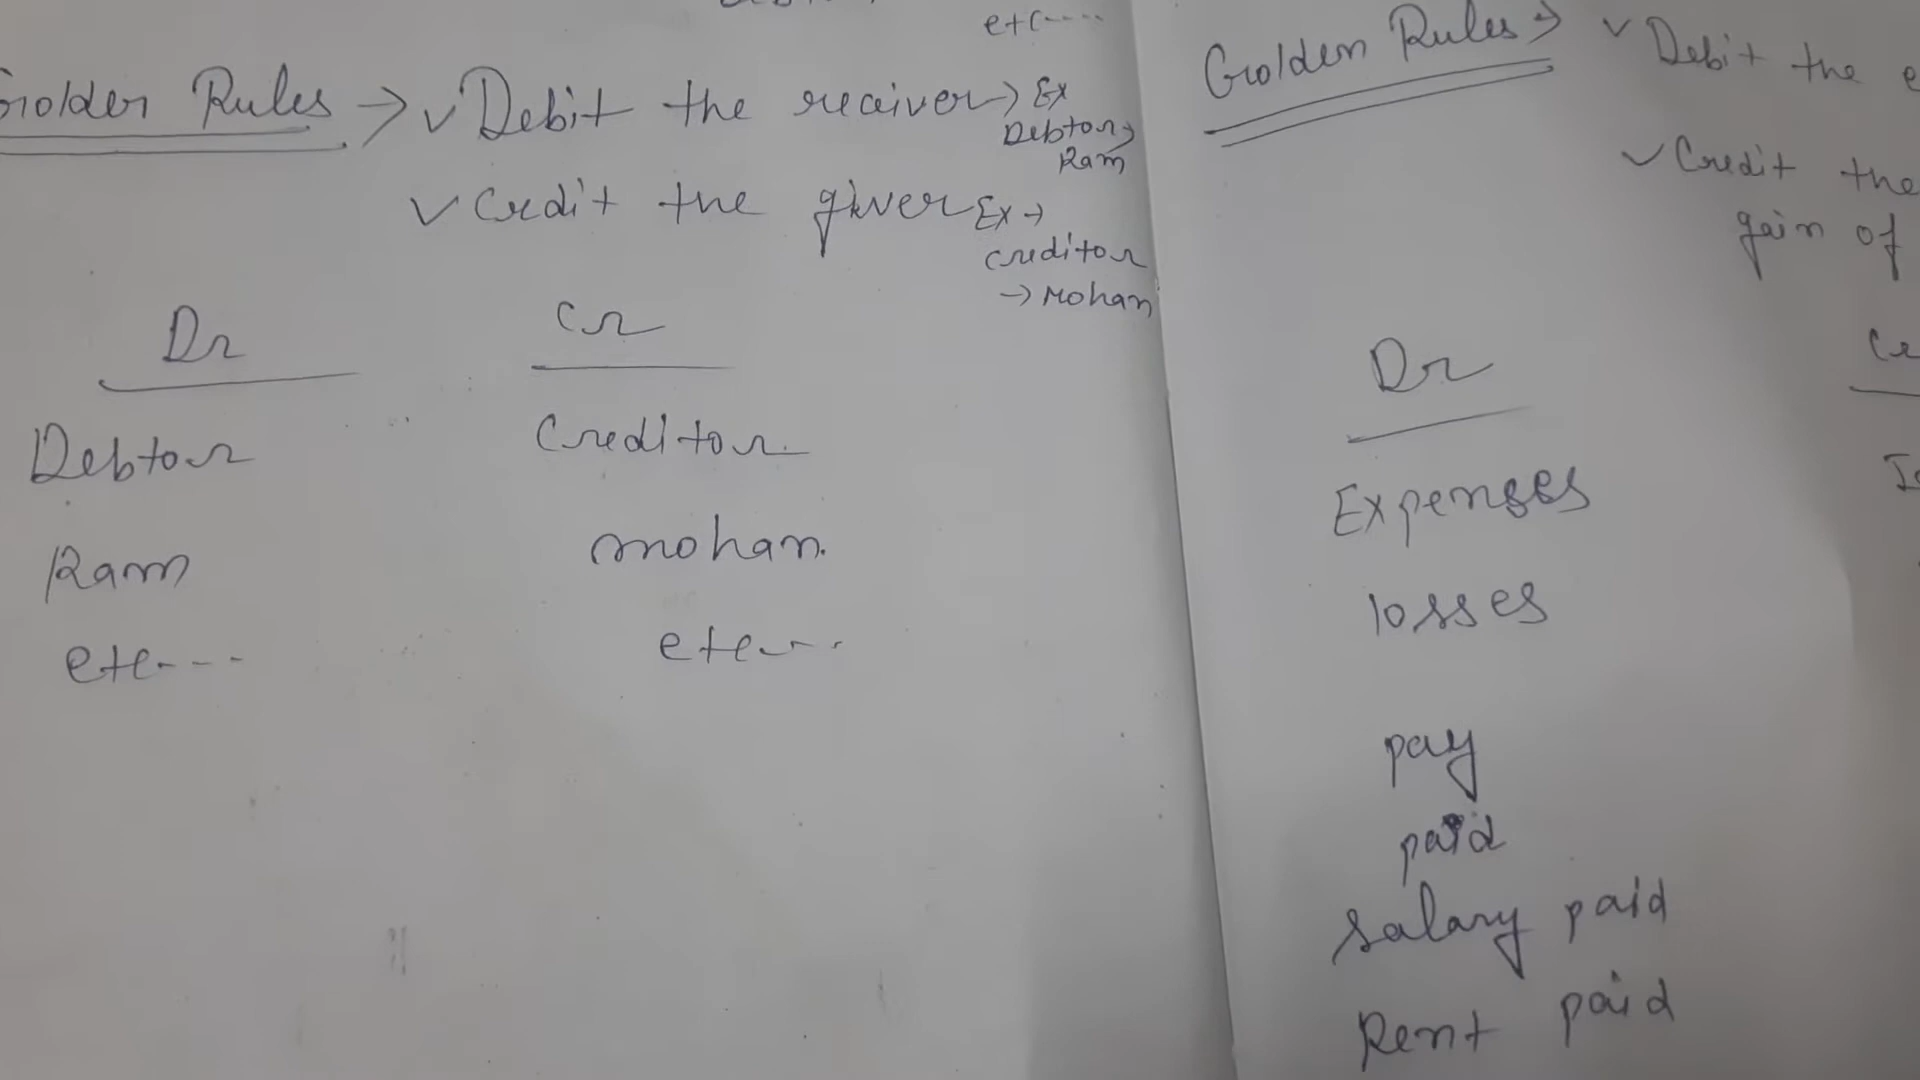 etc....
Golden Rules → ✓ Debit the receiver → Ex
Debtor,
Ram
✓ Credit the giver Ex →
creditor
→ Mohan
Dr Cr
Debtor Creditor
Ram mohan.
etc.... etc....
Golden Rules → ✓ Debit the
✓ Credit the
gain of
Dr
Expenses
losses
pay
paid
salary paid
Rent paid